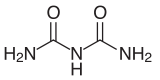 O O
H₂N N NH₂
H